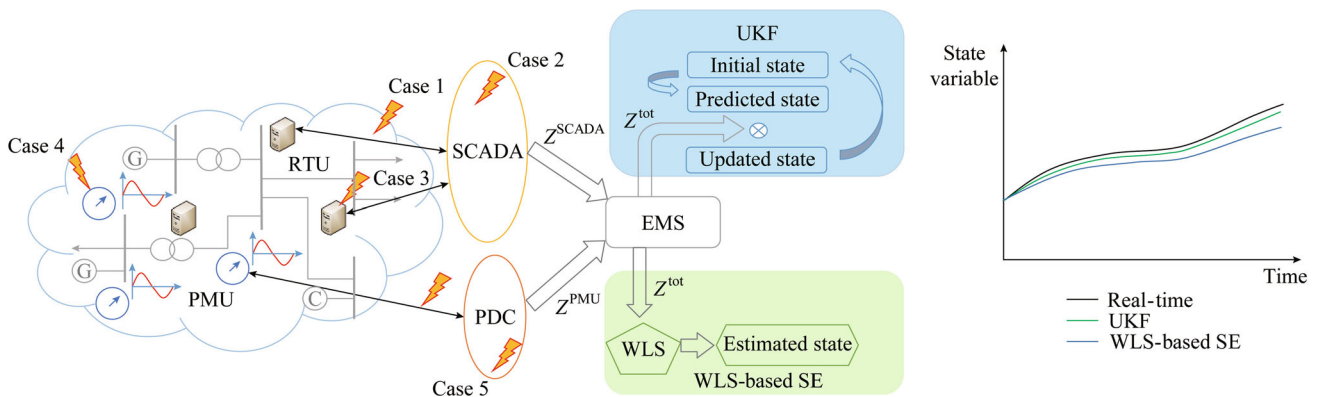 Case 4
G
G
Case 1
RTU
Case 3
PMU
C
Case 2
SCADA
PDC
Case 5
Z^SCADA
Z^PMU
EMS
UKF
Initial state
Predicted state
Z^tot
Updated state
Z^tot
WLS
Estimated state
WLS-based SE
State
variable
Time
Real-time
UKF
WLS-based SE